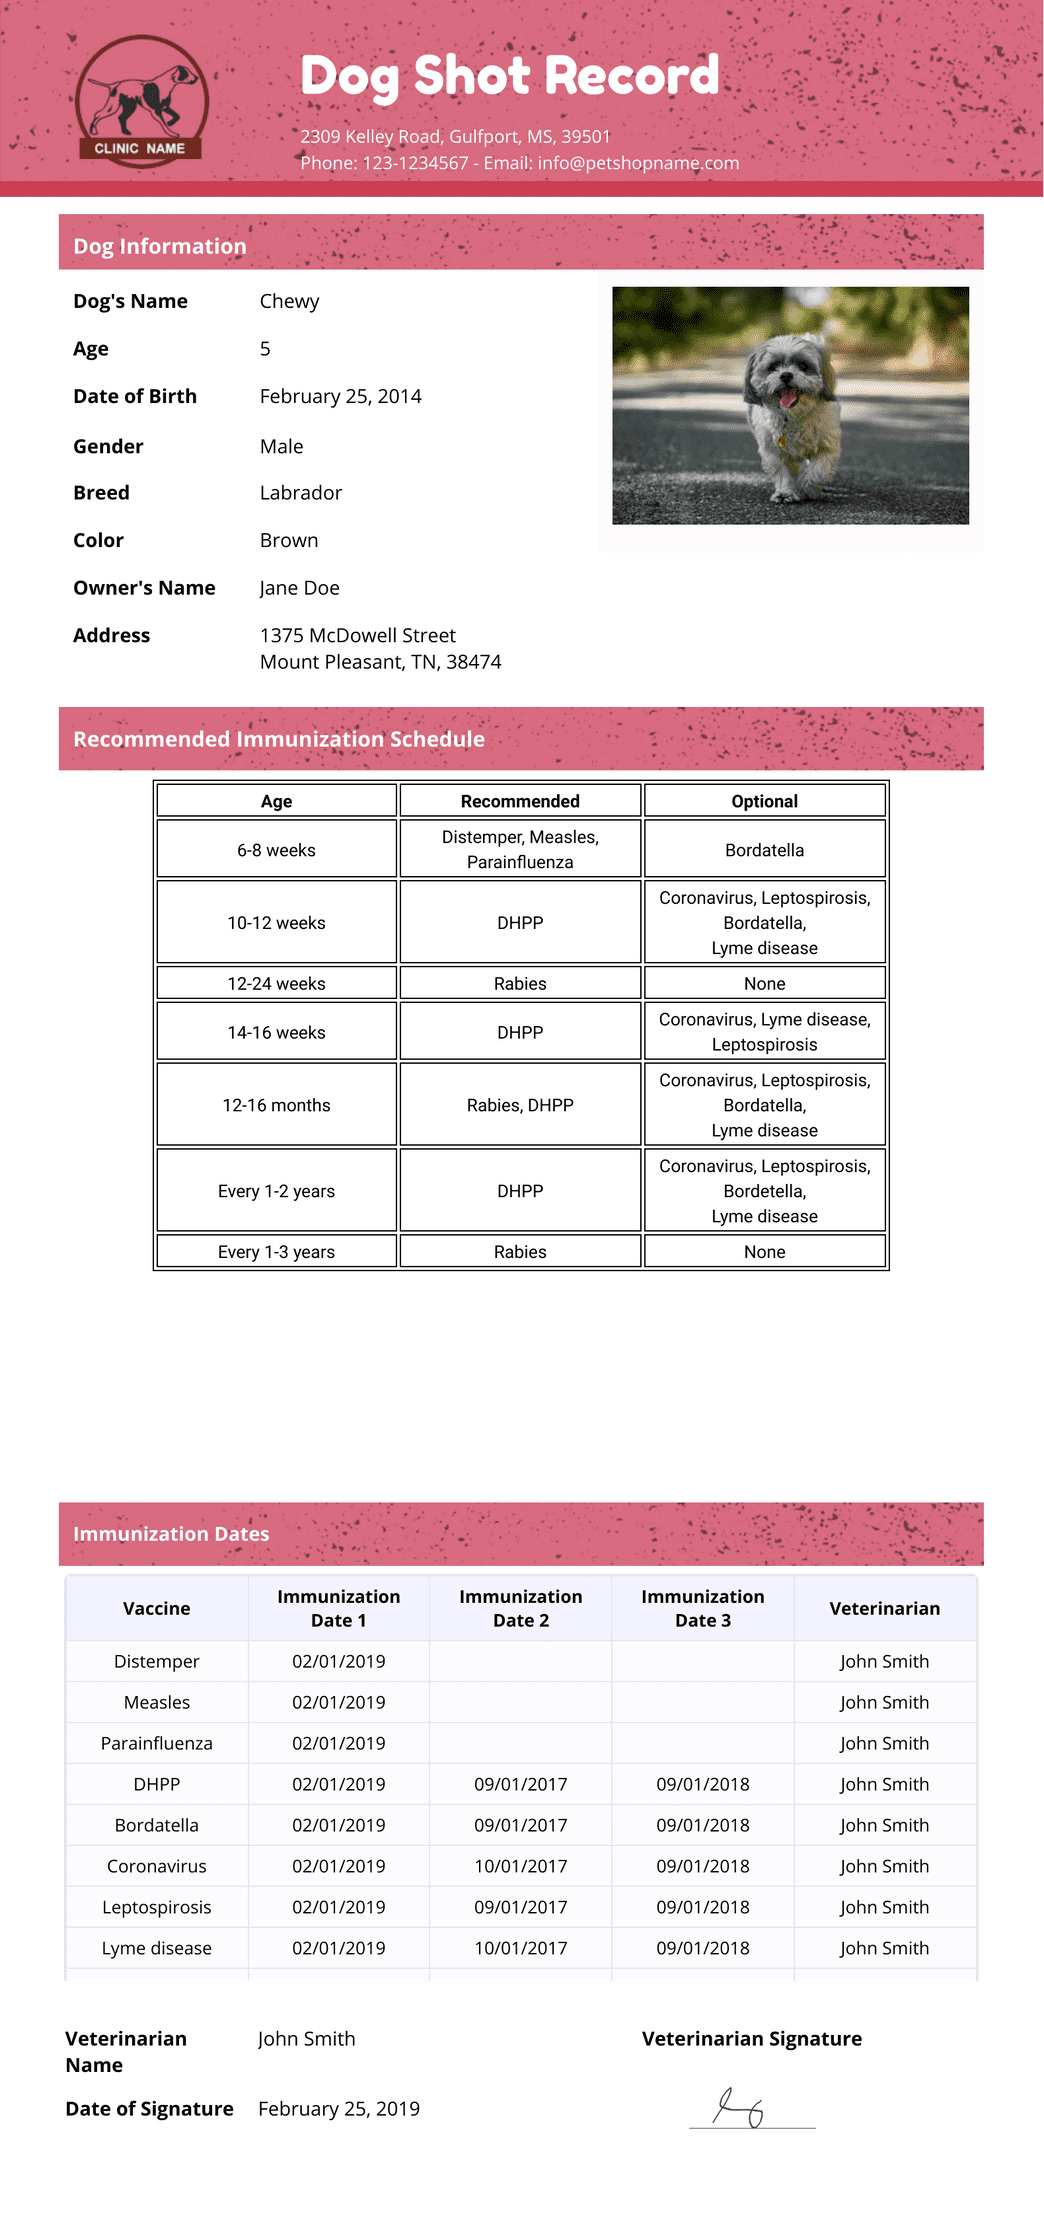 CLINIC NAME
Dog Shot Record
2309 Kelley Road, Gulfport, MS, 39501
Phone: 123-1234567 - Email: info@petshopname.com
Dog Information
Dog's Name Chewy
Age 5
Date of Birth February 25, 2014
Gender Male
Breed Labrador
Color Brown
Owner's Name Jane Doe
Address 1375 McDowell Street
Mount Pleasant, TN, 38474
Recommended Immunization Schedule
Age Recommended Optional
6-8 weeks Distemper, Measles, Parainfluenza Bordatella
10-12 weeks DHPP Coronavirus, Leptospirosis, Bordatella, Lyme disease
12-24 weeks Rabies None
14-16 weeks DHPP Coronavirus, Lyme disease, Leptospirosis
12-16 months Rabies, DHPP Coronavirus, Leptospirosis, Bordatella, Lyme disease
Every 1-2 years DHPP Coronavirus, Leptospirosis, Bordetella, Lyme disease
Every 1-3 years Rabies None
Immunization Dates
Vaccine Immunization Date 1 Immunization Date 2 Immunization Date 3 Veterinarian
Distemper 02/01/2019 John Smith
Measles 02/01/2019 John Smith
Parainfluenza 02/01/2019 John Smith
DHPP 02/01/2019 09/01/2017 09/01/2018 John Smith
Bordatella 02/01/2019 09/01/2017 09/01/2018 John Smith
Coronavirus 02/01/2019 10/01/2017 09/01/2018 John Smith
Leptospirosis 02/01/2019 09/01/2017 09/01/2018 John Smith
Lyme disease 02/01/2019 10/01/2017 09/01/2018 John Smith
Veterinarian Name John Smith
Veterinarian Signature
Date of Signature February 25, 2019